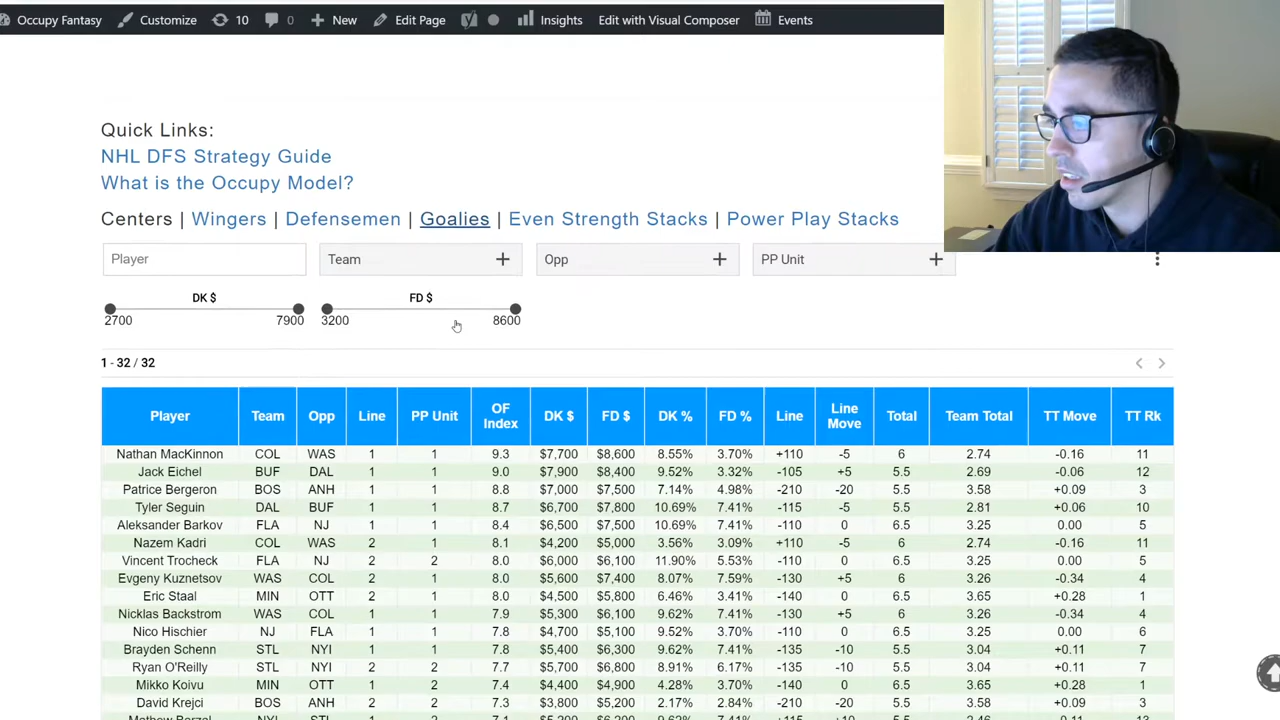 Occupy Fantasy Customize 10 0 New Edit Page Insights Edit with Visual Composer Events
Quick Links:
NHL DFS Strategy Guide
What is the Occupy Model?
Centers | Wingers | Defensemen | Goalies | Even Strength Stacks | Power Play Stacks
Player Team Opp PP Unit
DK $ FD $
2700 7900 3200 8600
1 - 32 / 32
Player Team Opp Line PP Unit OF Index DK $ FD $ DK % FD % Line Line Move Total Team Total TT Move TT Rk
Nathan MacKinnon COL WAS 1 1 9.3 $7,700 $8,600 8.55% 3.70% +110 -5 6 2.74 -0.16 11
Jack Eichel BUF DAL 1 1 9.0 $7,900 $8,400 9.52% 3.32% -105 +5 5.5 2.69 -0.06 12
Patrice Bergeron BOS ANH 1 1 8.8 $7,000 $7,500 7.14% 4.98% -210 -20 5.5 3.58 +0.09 3
Tyler Seguin DAL BUF 1 1 8.7 $6,700 $7,800 10.69% 7.41% -115 -5 5.5 2.81 +0.06 10
Aleksander Barkov FLA NJ 1 1 8.4 $6,500 $7,500 10.69% 7.41% -110 0 6.5 3.25 0.00 5
Nazem Kadri COL WAS 2 1 8.1 $4,200 $5,000 3.56% 3.09% +110 -5 6 2.74 -0.16 11
Vincent Trocheck FLA NJ 2 2 8.0 $6,000 $6,100 11.90% 5.53% -110 0 6.5 3.25 0.00 5
Evgeny Kuznetsov WAS COL 2 1 8.0 $5,600 $7,400 8.07% 7.59% -130 +5 6 3.26 -0.34 4
Eric Staal MIN OTT 2 1 8.0 $4,500 $5,800 6.46% 3.41% -140 0 6.5 3.65 +0.28 1
Nicklas Backstrom WAS COL 1 1 7.9 $5,300 $6,100 9.62% 7.41% -130 +5 6 3.26 -0.34 4
Nico Hischier NJ FLA 1 1 7.8 $4,700 $5,100 9.52% 3.70% -110 0 6.5 3.25 0.00 6
Brayden Schenn STL NYI 1 1 7.8 $5,400 $6,300 9.62% 7.41% -135 -10 5.5 3.04 +0.11 7
Ryan O'Reilly STL NYI 2 1 7.7 $5,700 $6,800 8.91% 6.17% -135 -10 5.5 3.04 +0.11 7
Mikko Koivu MIN OTT 1 2 7.4 $4,400 $4,900 4.28% 3.70% -140 0 6.5 3.65 +0.28 1
David Krejci BOS ANH 2 2 7.3 $3,800 $5,200 2.17% 2.84% -210 -20 5.5 3.58 +0.09 3